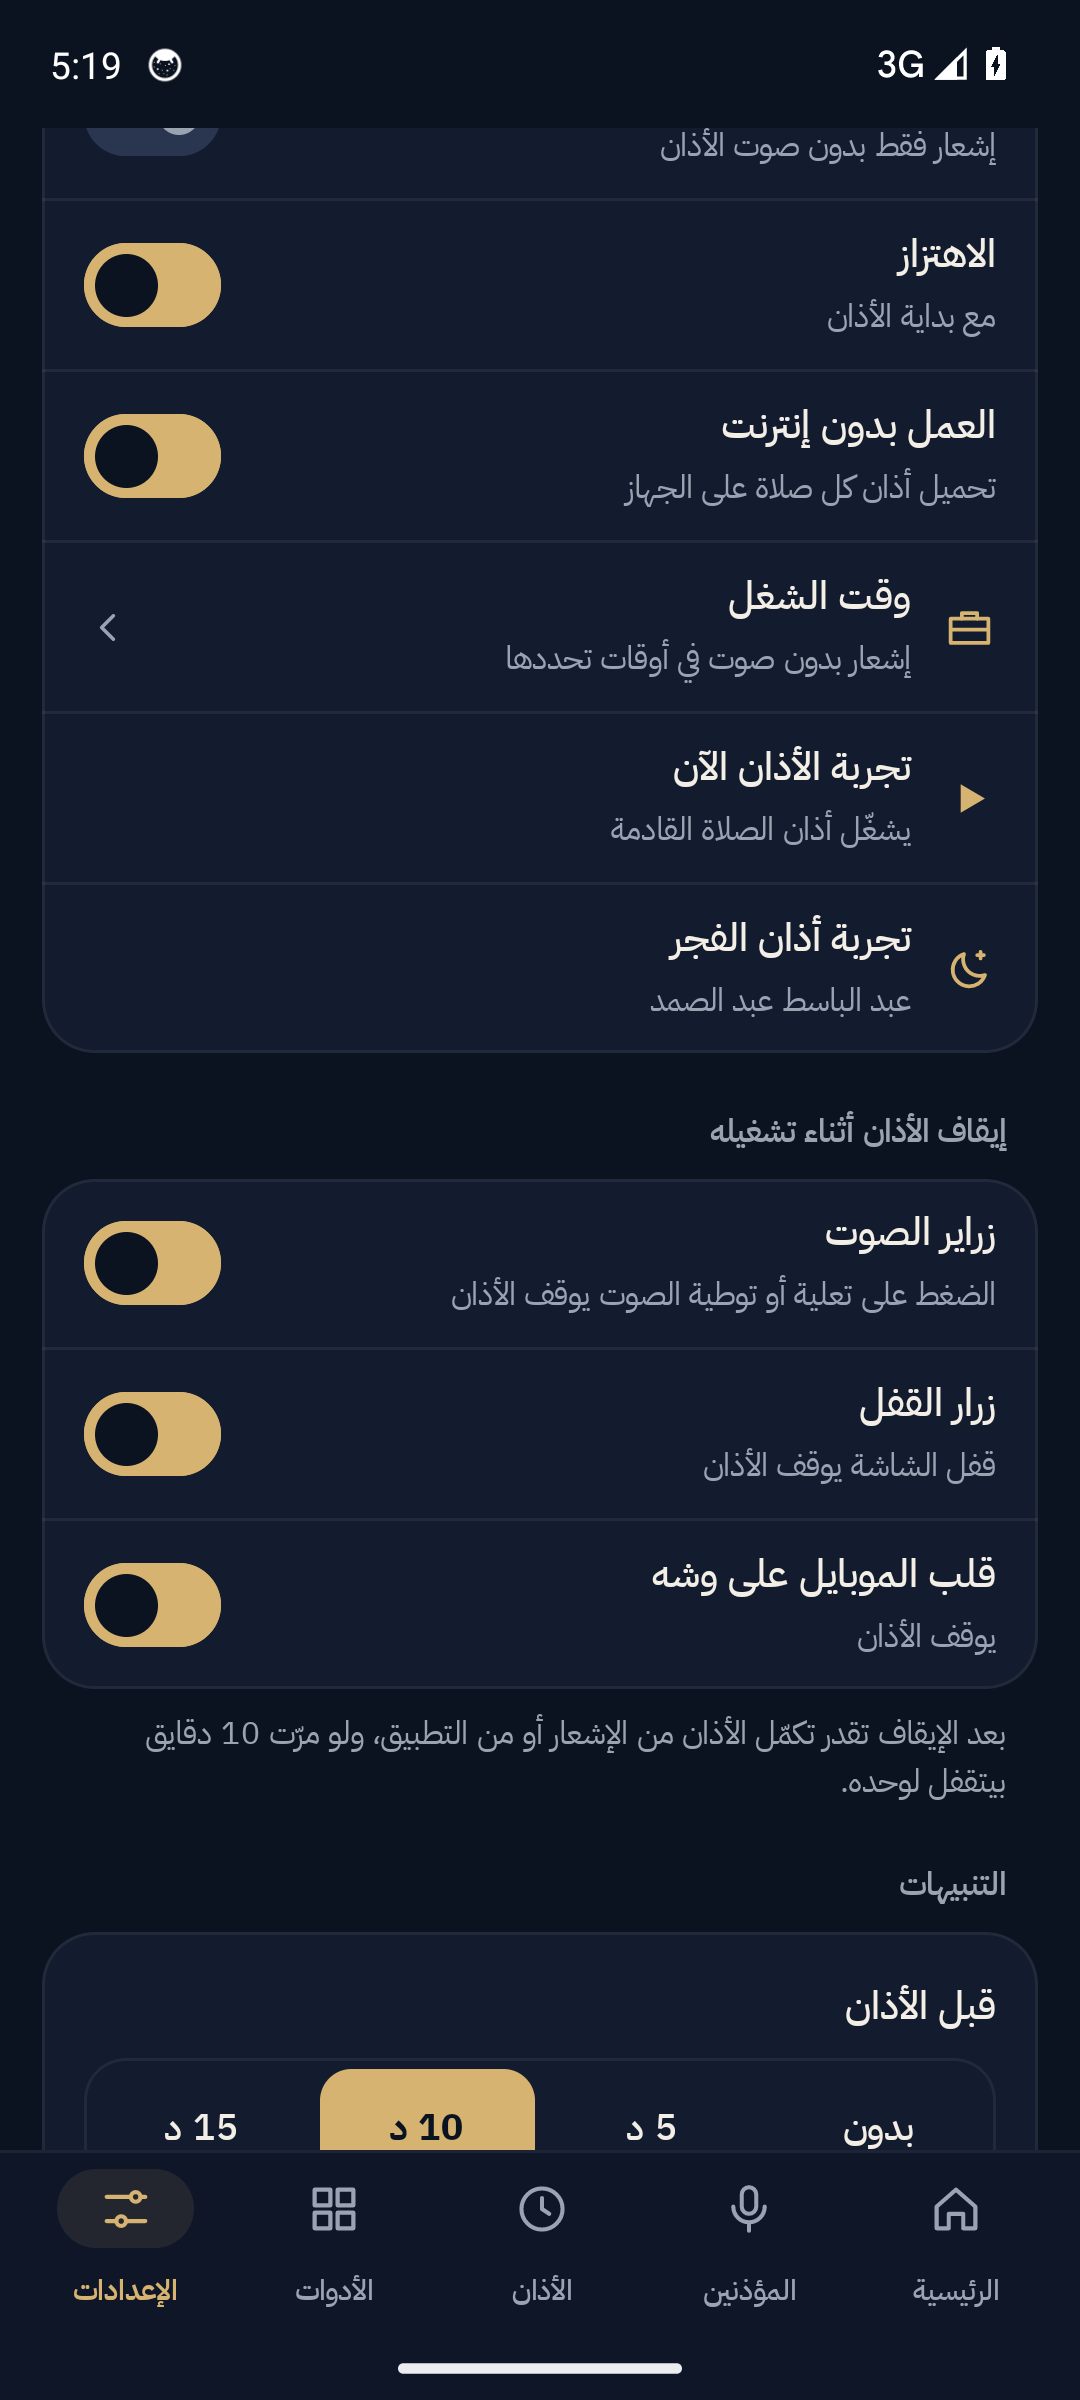 5:19
3G
إشعار فقط بدون صوت الأذان
الاهتزاز
مع بداية الأذان
العمل بدون إنترنت
تحميل أذان كل صلاة على الجهاز
وقت الشغل
إشعار بدون صوت في أوقات تحددها
تجربة الأذان الآن
يشغّل أذان الصلاة القادمة
تجربة أذان الفجر
عبد الباسط عبد الصمد
إيقاف الأذان أثناء تشغيله
زراير الصوت
الضغط على تعلية أو توطية الصوت يوقف الأذان
زرار القفل
قفل الشاشة يوقف الأذان
قلب الموبايل على وشه
يوقف الأذان
بعد الإيقاف تقدر تكمّل الأذان من الإشعار أو من التطبيق، ولو مرّت 10 دقايق
بيتقفل لوحده.
التنبيهات
قبل الأذان
بدون
5 د
10 د
15 د
الرئيسية
المؤذنين
الأذان
الأدوات
الإعدادات